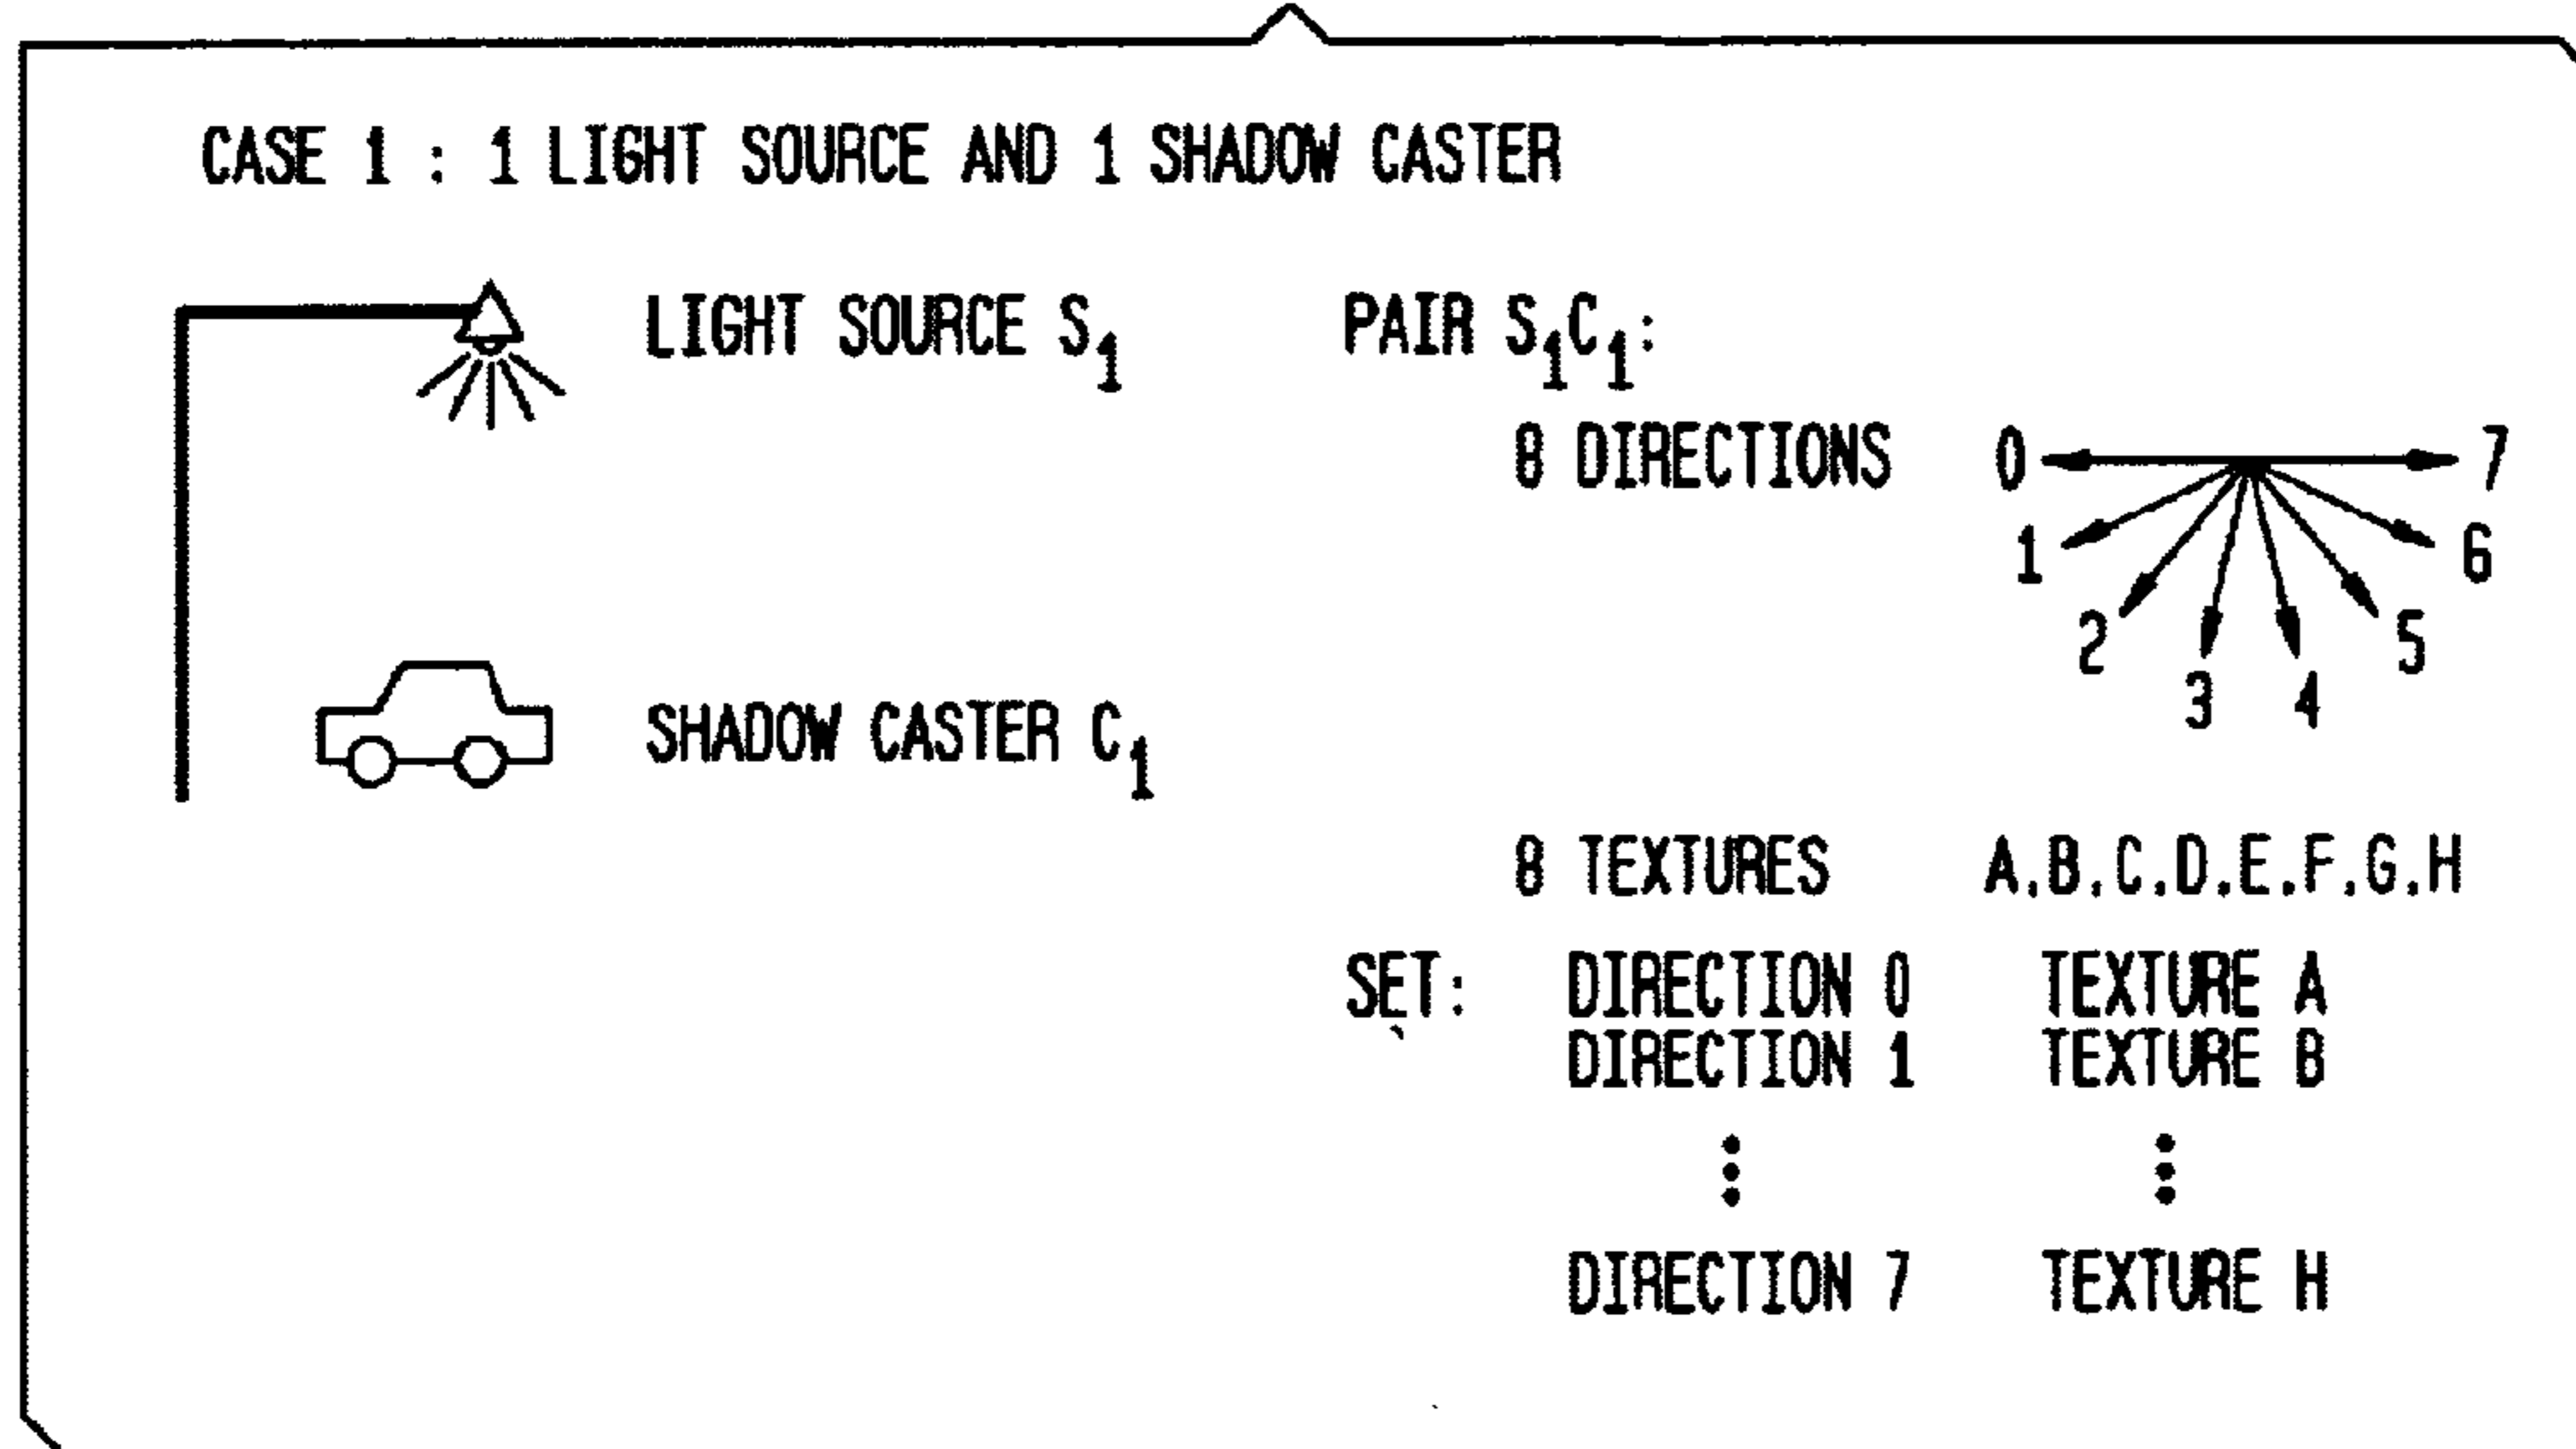 CASE 1 : 1 LIGHT SOURCE AND 1 SHADOW CASTER
LIGHT SOURCE S1
SHADOW CASTER C1
PAIR S1C1:
8 DIRECTIONS
0
1
2
3
4
5
6
7
8 TEXTURES A,B,C,D,E,F,G,H
SET: DIRECTION 0 TEXTURE A
DIRECTION 1 TEXTURE B
DIRECTION 7 TEXTURE H